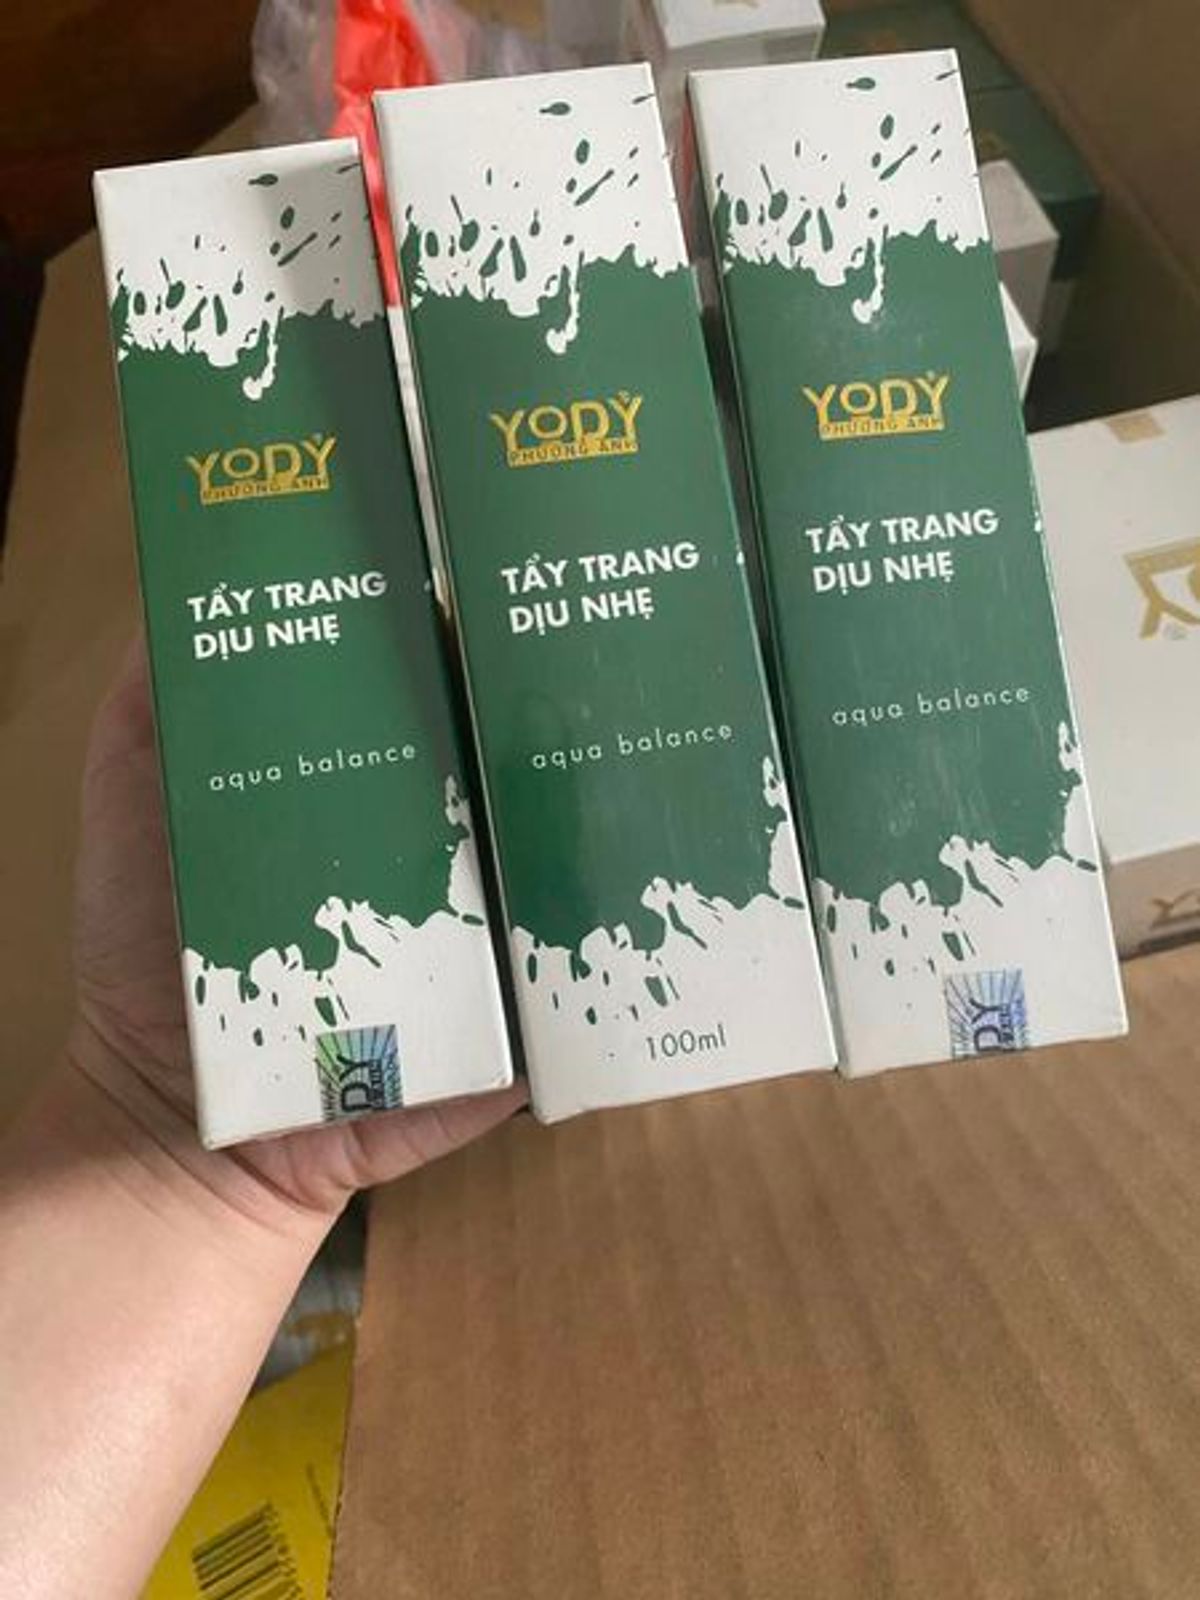 YODY
PHƯƠNG ANH
TẨY TRANG
DỊU NHẸ
aqua balance
YODY
PHƯƠNG ANH
TẨY TRANG
DỊU NHẸ
aqua balance
100ml
YODY
PHƯƠNG ANH
TẨY TRANG
DỊU NHẸ
aqua balance